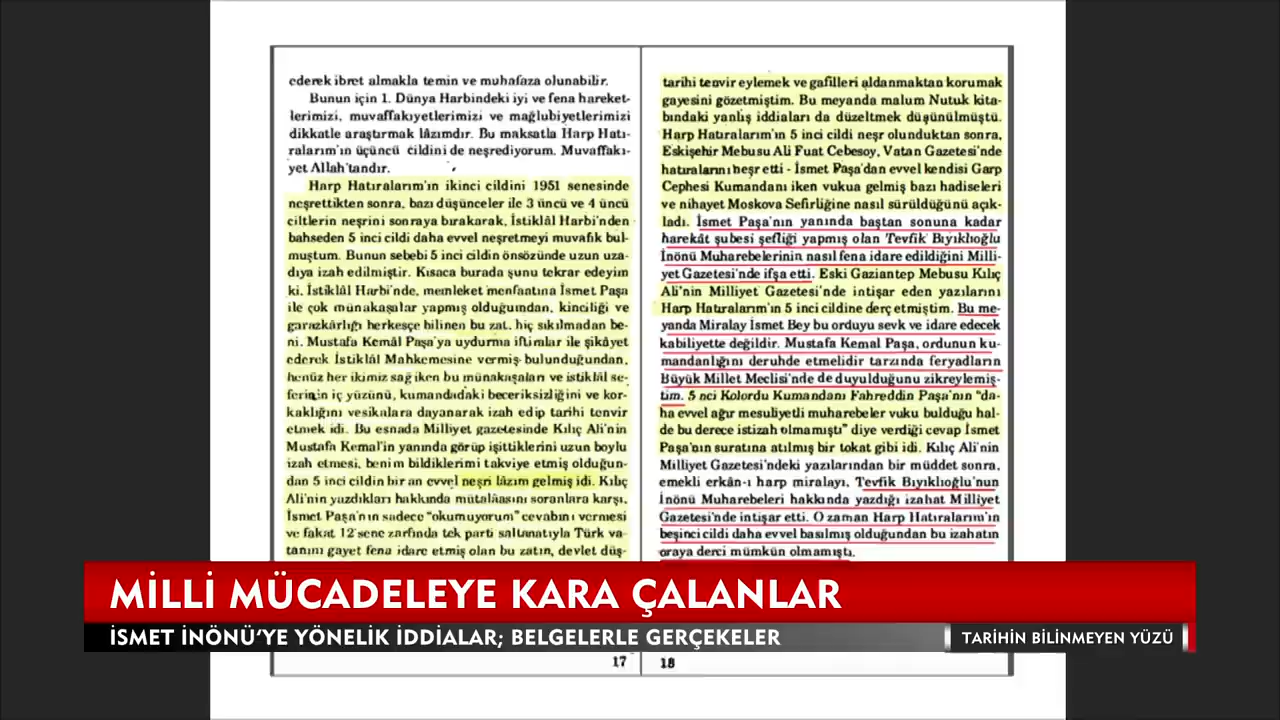 ederek ibret almakla temin ve muhafaza olunabilir.
Bunun için 1. Dünya Harbindeki iyi ve fena hareket-
lerimizi, muvaffakıyetlerimizi ve mağlubiyetlerimizi
dikkatle araştırmak lâzımdır. Bu maksatla Harp Hatı-
ralarım'ın üçüncü cildini de neşrediyorum. Muvaffakı-
yet Allah'tandır.
Harp Hatıralarım'ın ikinci cildini 1951 senesinde
neşrettikten sonra, bazı düşünceler ile 3 üncü ve 4 üncü
ciltlerin neşrini sonraya bırakarak, İstiklâl Harbi'nden
bahseden 5 inci cildi daha evvel neşretmeyi muvafık bul-
muştum. Bunun sebebi 5 inci cildin önsözünde uzun uza-
dıya izah edilmiştir. Kısaca burada şunu tekrar edeyim
ki, İstiklâl Harbi'nde, memleket menfaatına İsmet Paşa
ile çok münakaşalar yapmış olduğumdan, kinciliği ve
garazkârlığı herkesçe bilinen bu zat, hiç sıkılmadan be-
ni, Mustafa Kemâl Paşa'ya uydurma iftiralar ile şikâyet
ederek İstiklâl Mahkemesine vermiş bulunduğundan,
henüz her ikimiz sağ iken bu münakaşaları ve istiklâl se-
ferinin iç yüzünü, kumandadaki beceriksizliğini ve kor-
kaklığını vesikalara dayanarak izah edip tarihi tenvir
etmek idi. Bu esnada Milliyet gazetesinde Kılıç Ali'nin
Mustafa Kemal'in yanında görüp işittiklerini uzun boylu
izah etmesi, benim bildiklerimi takviye etmiş olduğun-
dan 5 inci cildin bir an evvel neşri lâzım gelmiş idi. Kılıç
Ali'nin yazdıkları hakkında mütalâasını soranlara karşı,
İsmet Paşa'nın sadece "okumuyorum" cevabını vermesi
ve fakat 12 sene zarfında tek parti saltanatıyla Türk va-
tanını gayet fena idare etmiş olan bu zatın, devlet düş-
17
tarihi tenvir eylemek ve gafilleri aldanmaktan korumak
gayesini gözetmiştim. Bu meyanda malum Nutuk kita-
bındaki yanlış iddiaları da düzeltmek düşünülmüştü.
Harp Hatıralarım'ın 5 inci cildi neşr olunduktan sonra,
Eskişehir Mebusu Ali Fuat Cebesoy, Vatan Gazetesi'nde
hatıralarını neşr etti - İsmet Paşa'dan evvel kendisi Garp
Cephesi Kumandanı iken vukua gelmiş bazı hadiseleri
ve nihayet Moskova Sefirliğine nasıl sürüldüğünü açık-
ladı. İsmet Paşa'nın yanında baştan sonuna kadar
harekât şubesi şefliği yapmış olan Tevfik Bıyıklıoğlu
İnönü Muharebelerinin nasıl fena idare edildiğini Milli-
yet Gazetesi'nde ifşa etti. Eski Gaziantep Mebusu Kılıç
Ali'nin Milliyet Gazetesi'nde intişar eden yazılarını
Harp Hatıralarım'ın 5 inci cildine derç etmiştim. Bu me-
yanda Miralay İsmet Bey bu orduyu sevk ve idare edecek
kabiliyette değildir. Mustafa Kemal Paşa, ordunun ku-
mandanlığını deruhde etmelidir tarzında feryadların
Büyük Millet Meclisi'nde de duyulduğunu zikreylemiş-
tim. 5 nci Kolordu Kumandanı Fahreddin Paşa'nın "da-
ha evvel ağır mesuliyetli muharebeler vuku bulduğu hal-
de bu derece istizah olmamıştı" diye verdiği cevap İsmet
Paşa'nın suratına atılmış bir tokat gibi idi. Kılıç Ali'nin
Milliyet Gazetesi'ndeki yazılarından bir müddet sonra,
emekli erkân-ı harp miralayı, Tevfik Bıyıklıoğlu'nun
İnönü Muharebeleri hakkında yazdığı izahat Milliyet
Gazetesi'nde intişar etti. O zaman Harp Hatıralarım'ın
beşinci cildi daha evvel basılmış olduğundan bu izahatın
oraya derci mümkün olmamıştı.
18
MİLLİ MÜCADELEYE KARA ÇALANLAR
İSMET İNÖNÜ'YE YÖNELİK İDDİALAR; BELGELERLE GERÇEKELER
TARİHİN BİLİNMEYEN YÜZÜ